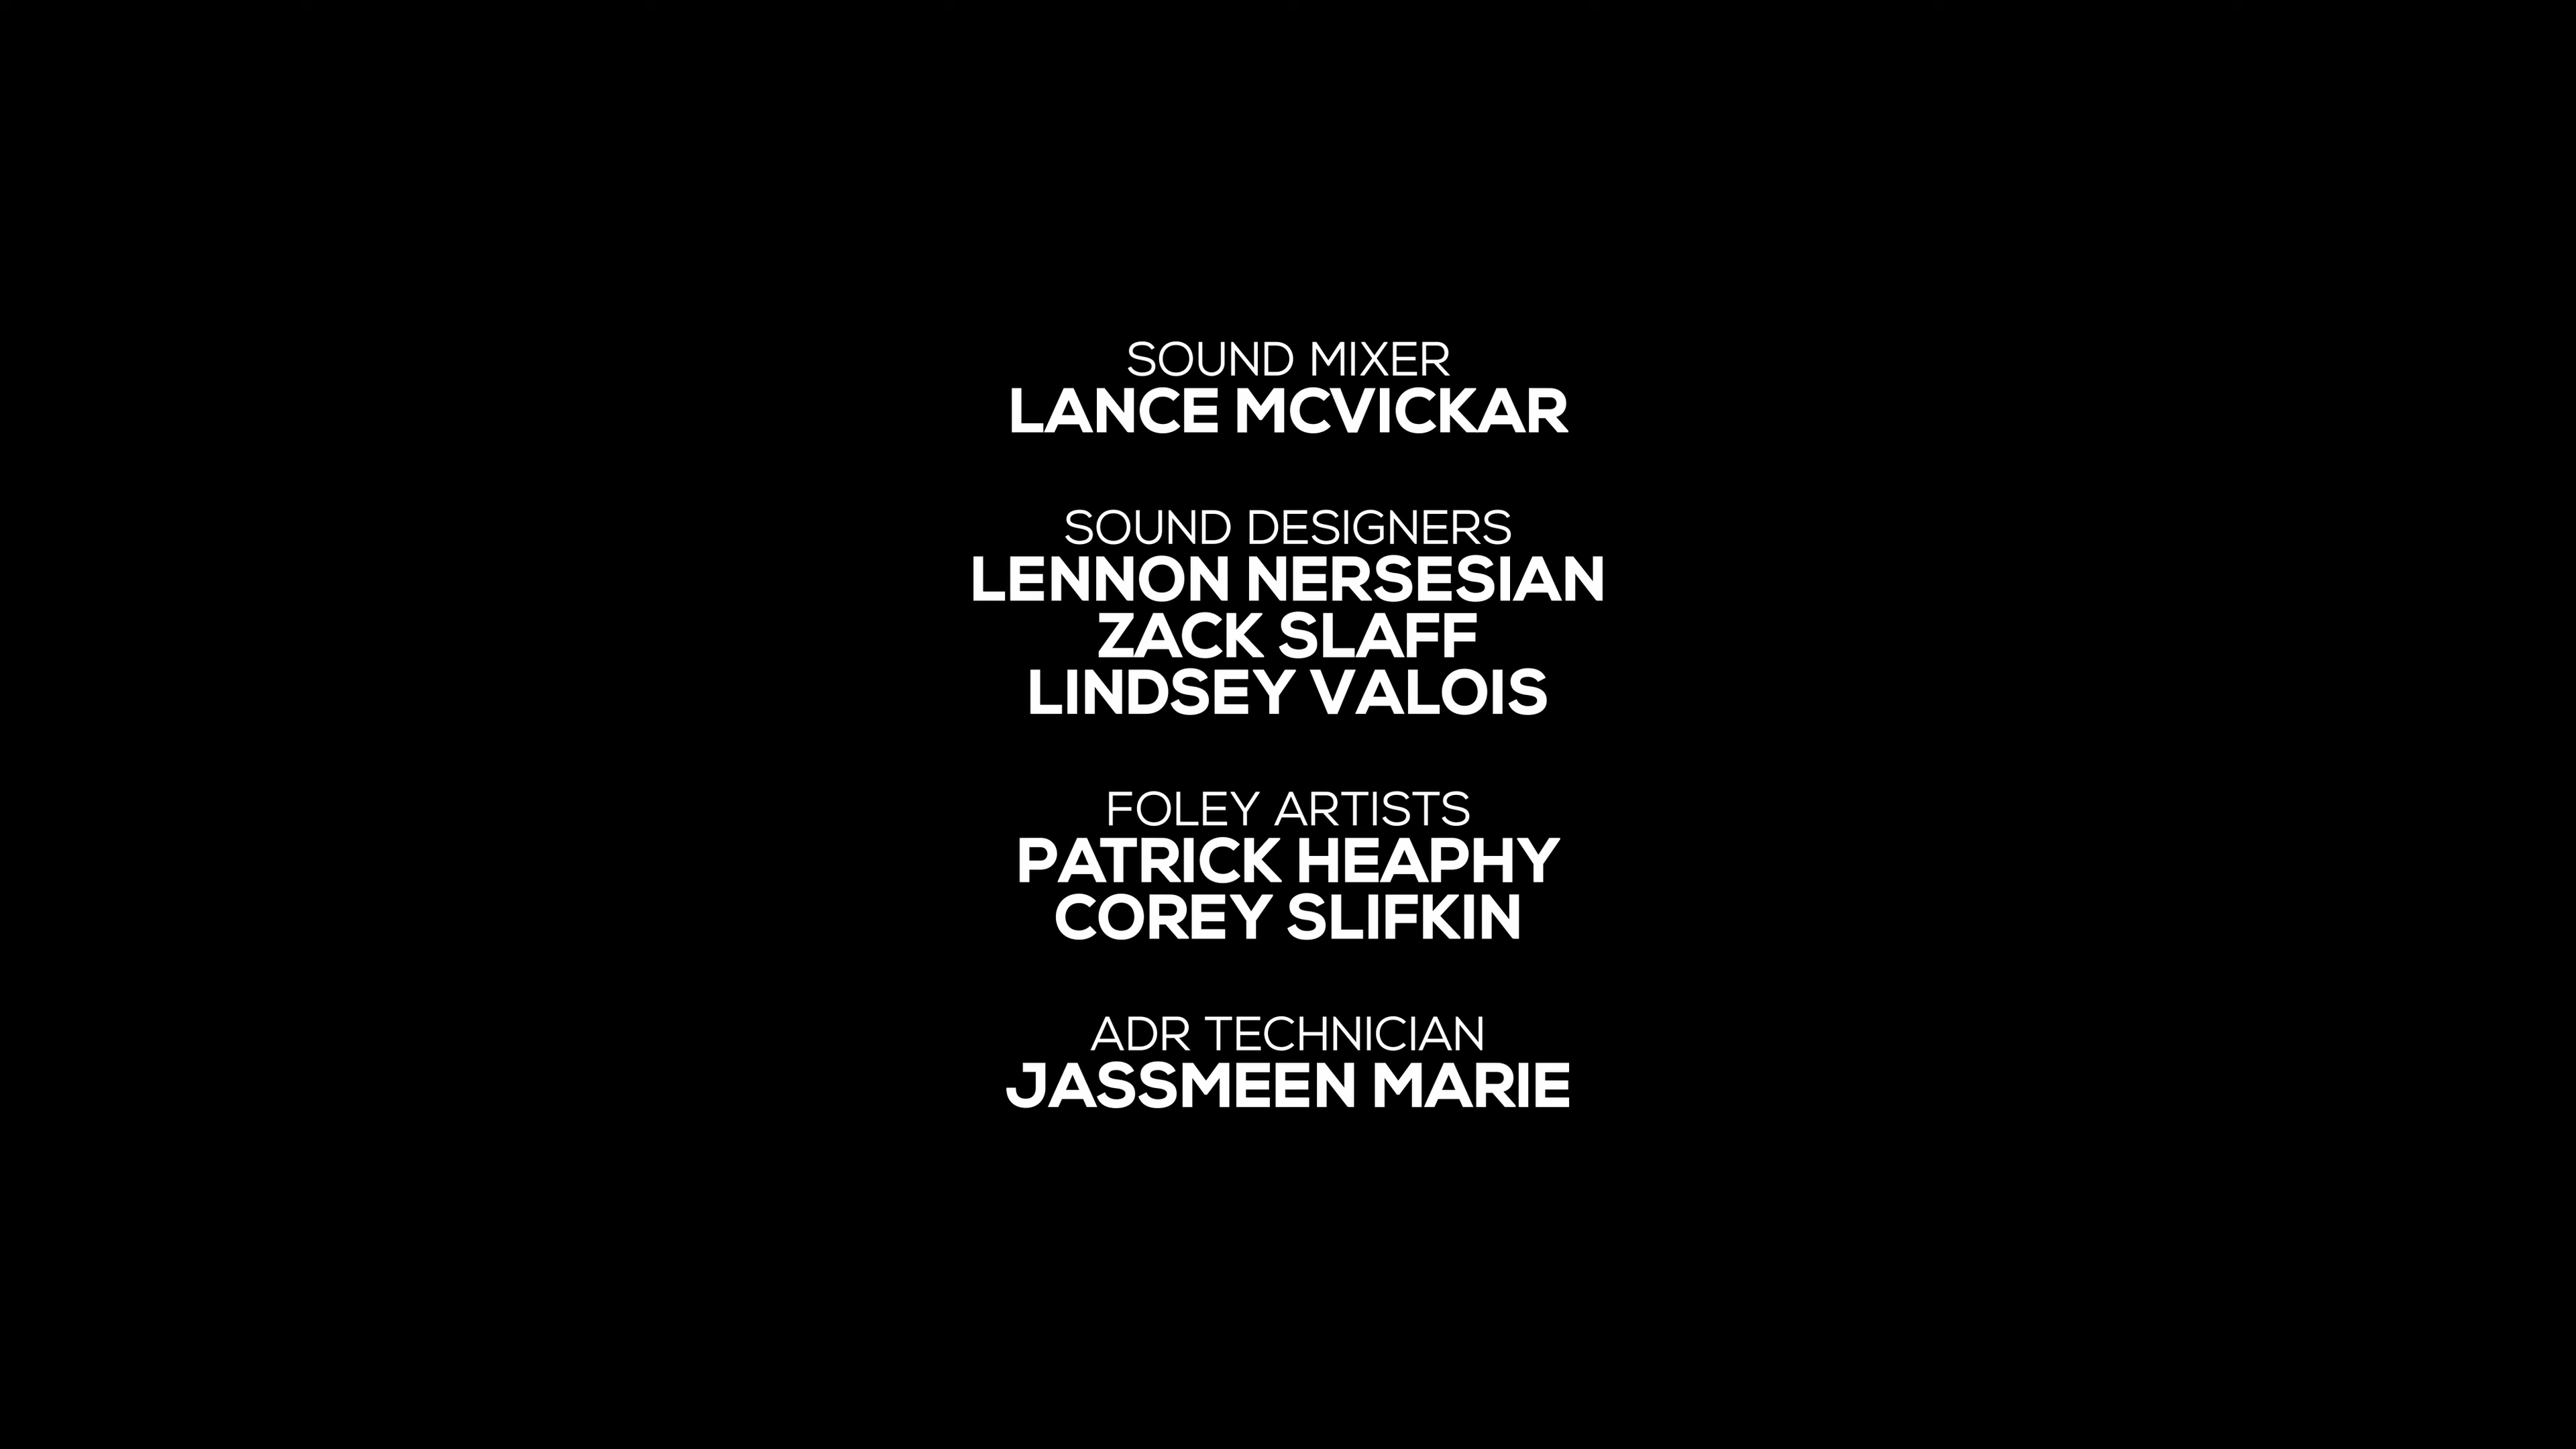 SOUND MIXER
LANCE MCVICKAR
SOUND DESIGNERS
LENNON NERSESIAN
ZACK SLAFF
LINDSEY VALOIS
FOLEY ARTISTS
PATRICK HEAPHY
COREY SLIFKIN
ADR TECHNICIAN
JASSMEEN MARIE